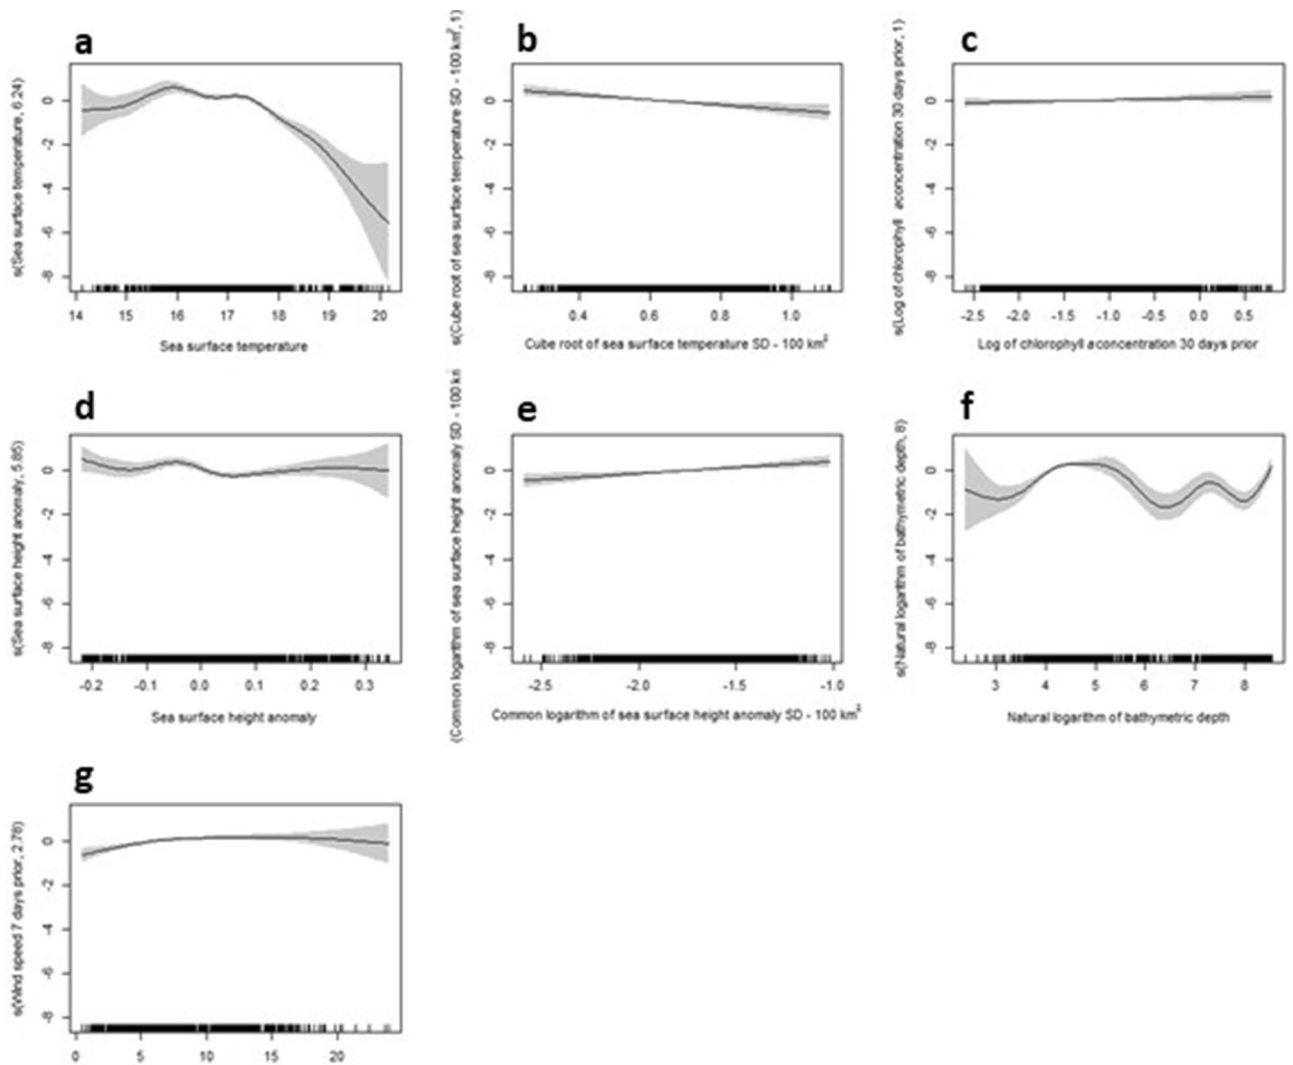 a
s(Sea surface temperature, 6.24)
0
-2
-4
-6
-8
14 15 16 17 18 19 20
Sea surface temperature
b
s(Cube root of sea surface temperature SD - 100 km², 1)
0
-2
-4
-6
-8
0.4 0.6 0.8 1.0
Cube root of sea surface temperature SD - 100 km²
c
s(Log of chlorophyll aconcentration 30 days prior, 1)
0
-2
-4
-6
-8
-2.5 -2.0 -1.5 -1.0 -0.5 0.0 0.5
Log of chlorophyll aconcentration 30 days prior
d
s(Sea surface height anomaly, 5.85)
0
-2
-4
-6
-8
-0.2 -0.1 0.0 0.1 0.2 0.3
Sea surface height anomaly
e
(Common logarithm of sea surface height anomaly SD - 100 km
0
-2
-4
-6
-8
-2.5 -2.0 -1.5 -1.0
Common logarithm of sea surface height anomaly SD - 100 km²
f
s(Natural logarithm of bathymetric depth, 8)
0
-2
-4
-6
-8
3 4 5 6 7 8
Natural logarithm of bathymetric depth
g
s(Wind speed 7 days prior, 2.78)
0
-2
-4
-6
-8
0 5 10 15 20